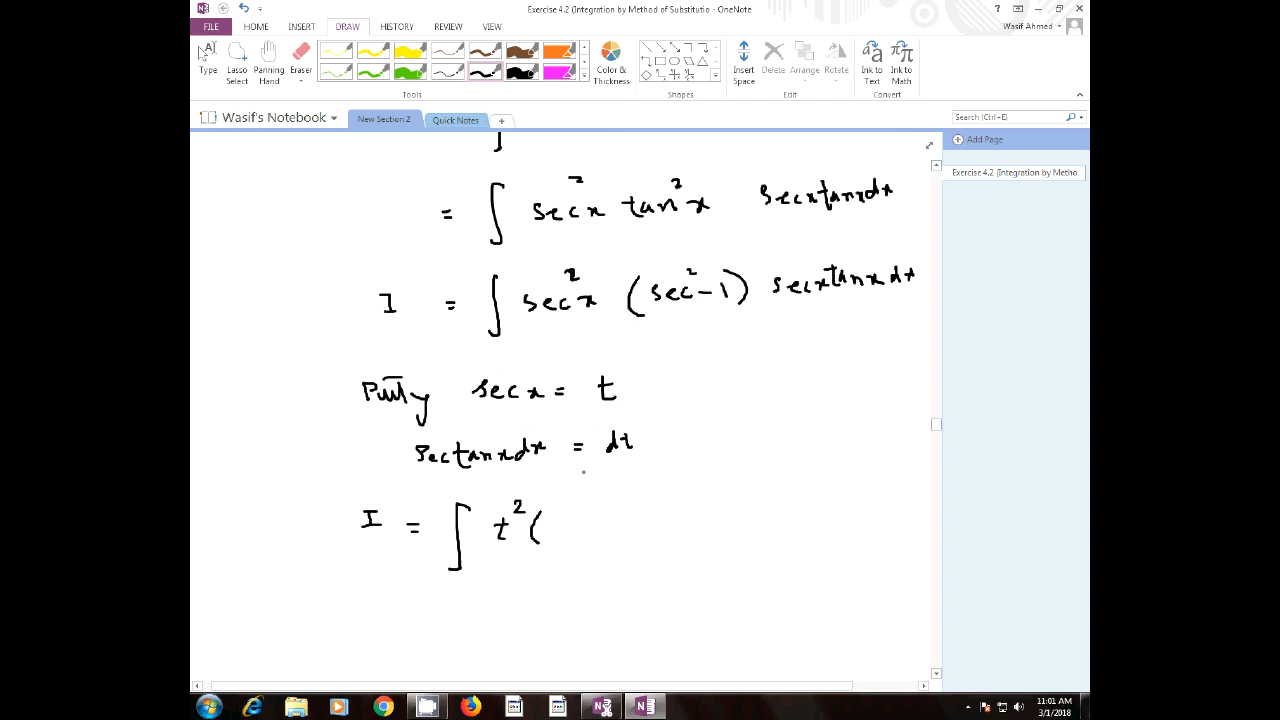 Exercise 4.2 (Integration by Method of Substitutio - OneNote
FILE HOME INSERT DRAW HISTORY REVIEW VIEW
Wasif Ahmed
Type Lasso Select Panning Hand Eraser Color & Thickness Insert Space Delete Arrange Rotate Ink to Text Ink to Math
Tools Shapes Edit Convert
Wasif's Notebook New Section 2 Quick Notes
Search (Ctrl+E)
Add Page
Exercise 4.2 (Integration by Metho
= ∫ sec²x tan²x secxtanxdx
I = ∫ sec²x (sec²-1) secxtanxdx
secx = t
sectanxdx = dt
I = ∫ t² (
11:01 AM
3/1/2018